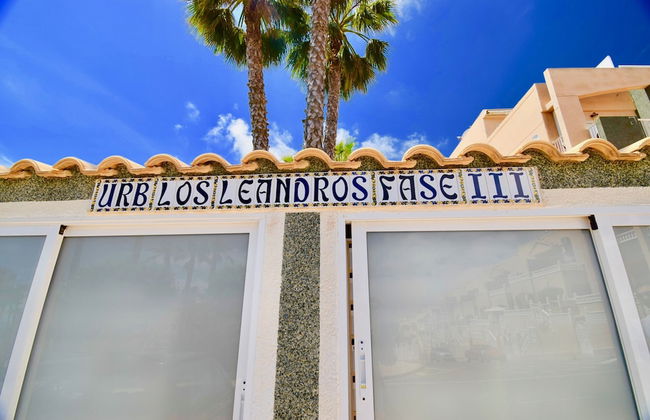 URB LOS LEANDROS FASE III